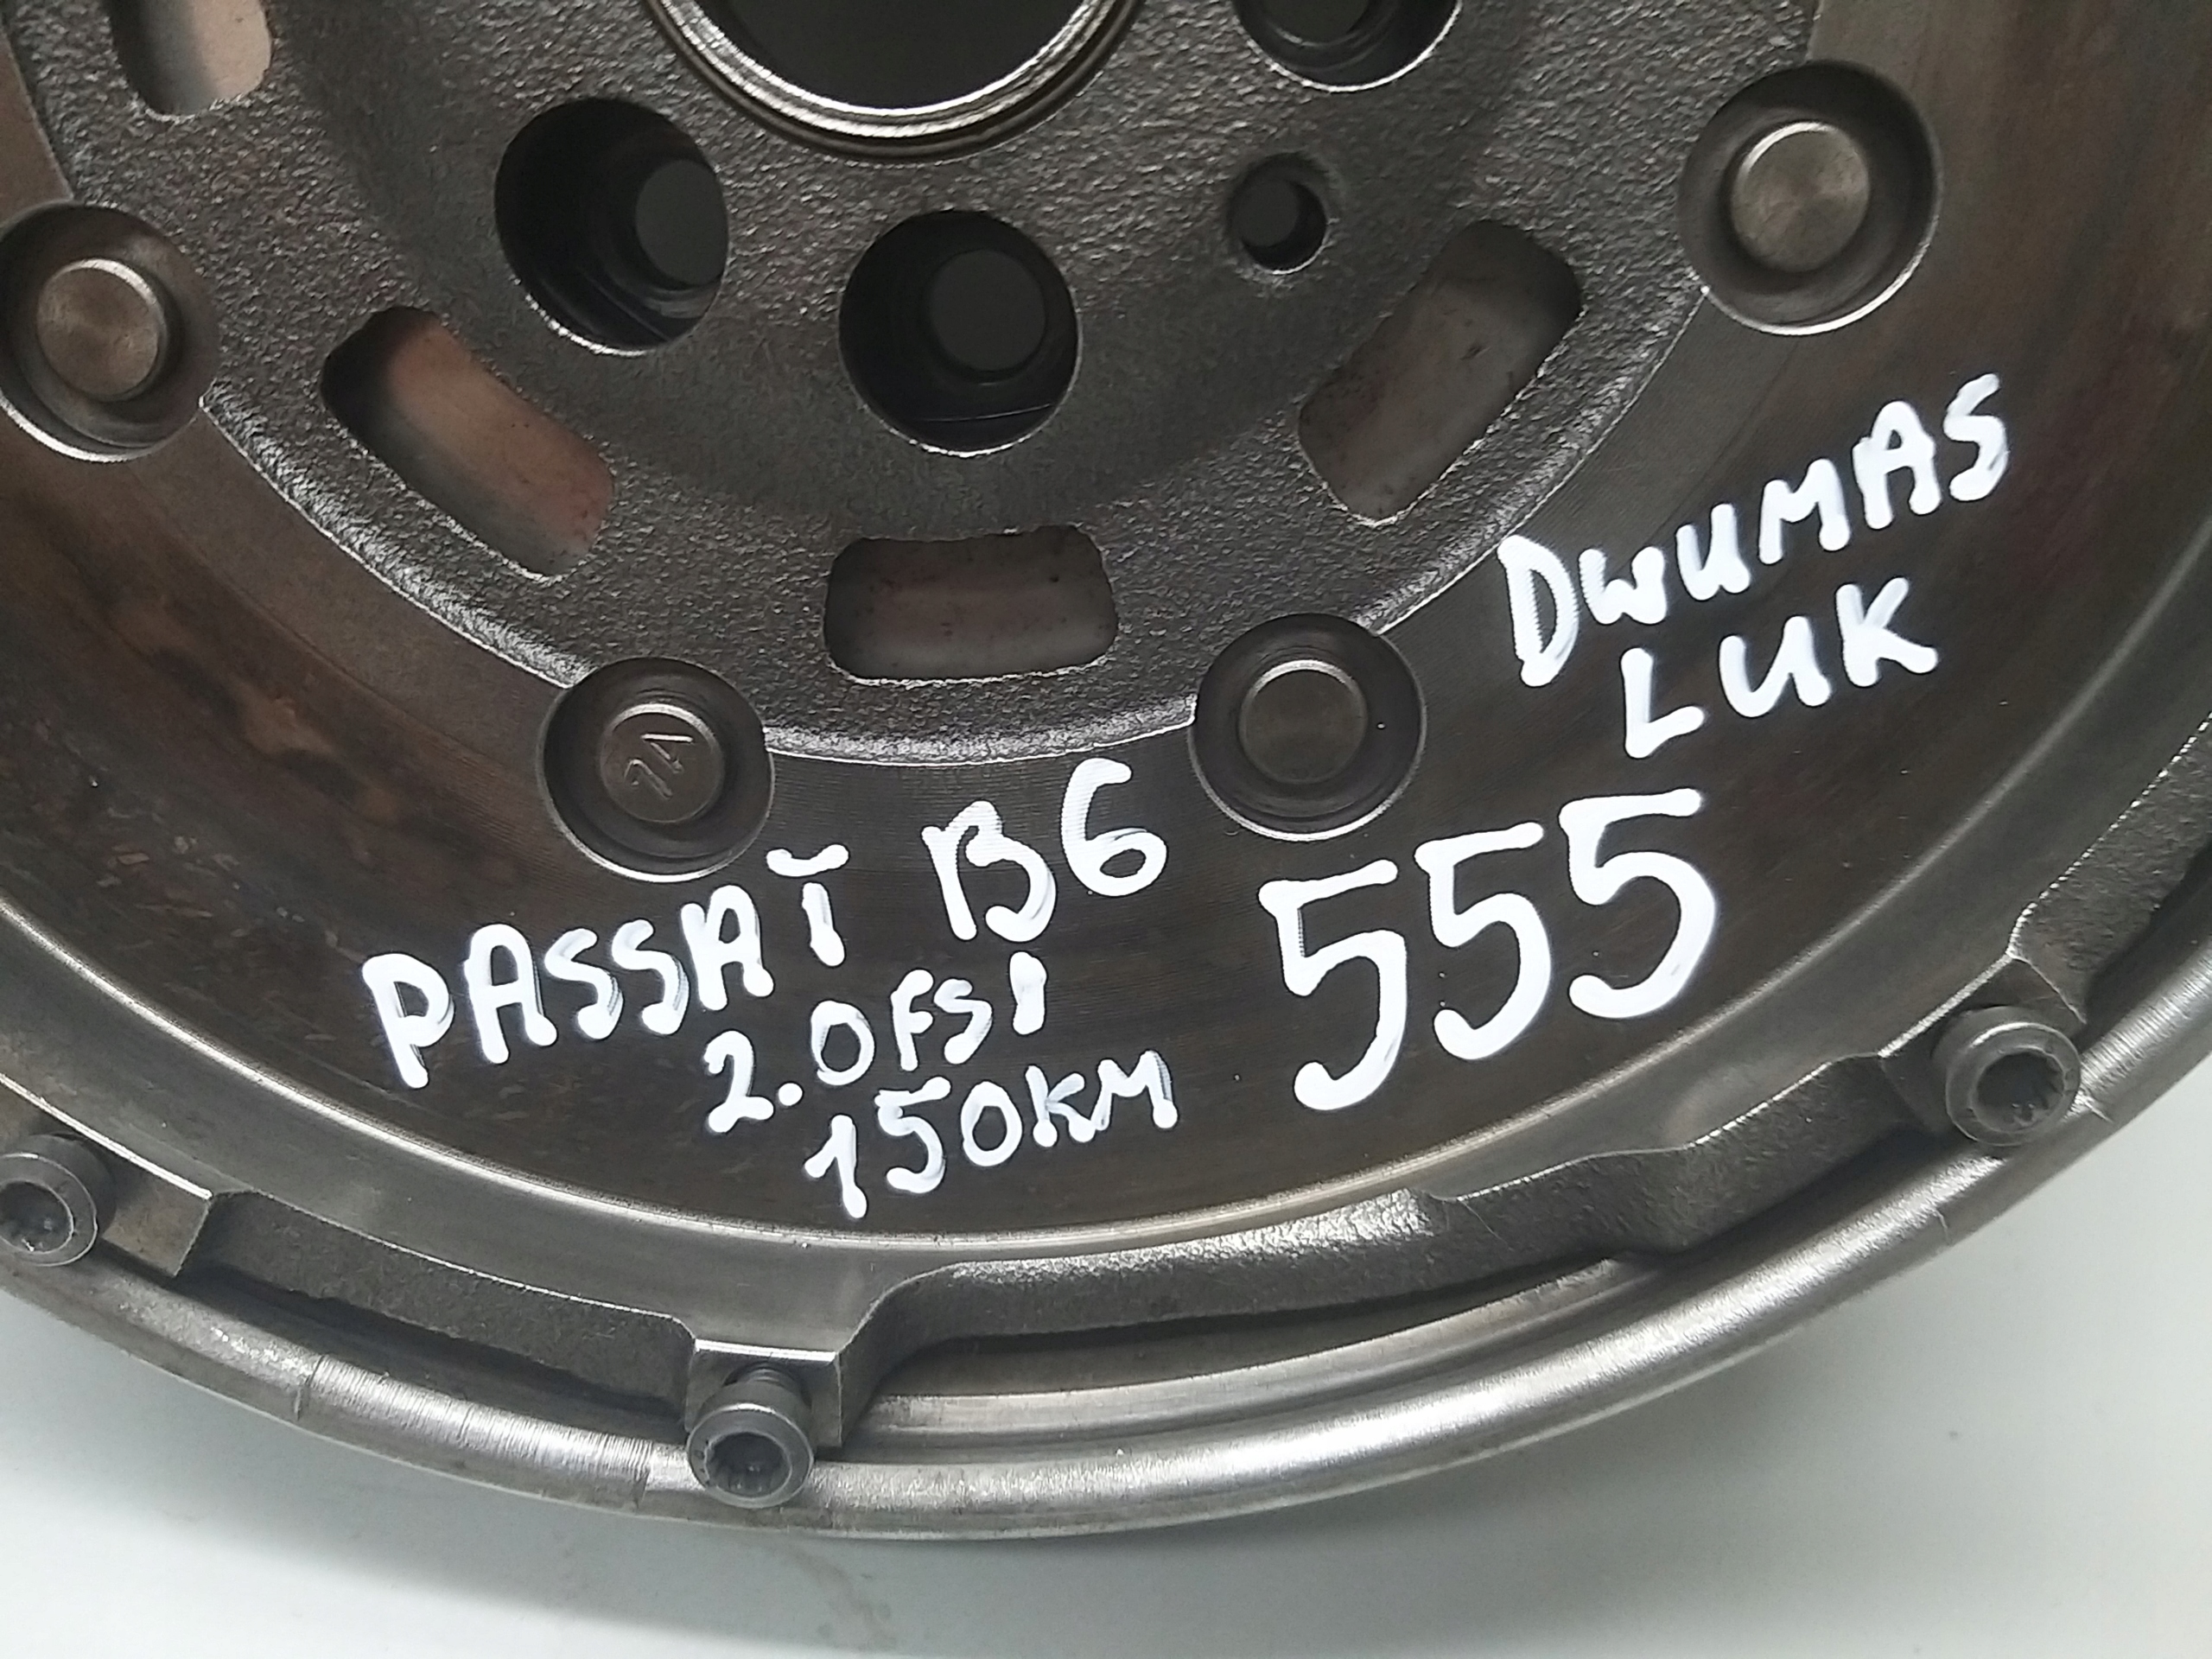 DWUMAS
LUK
PASSAT B6
2.0FSI
150KM
555